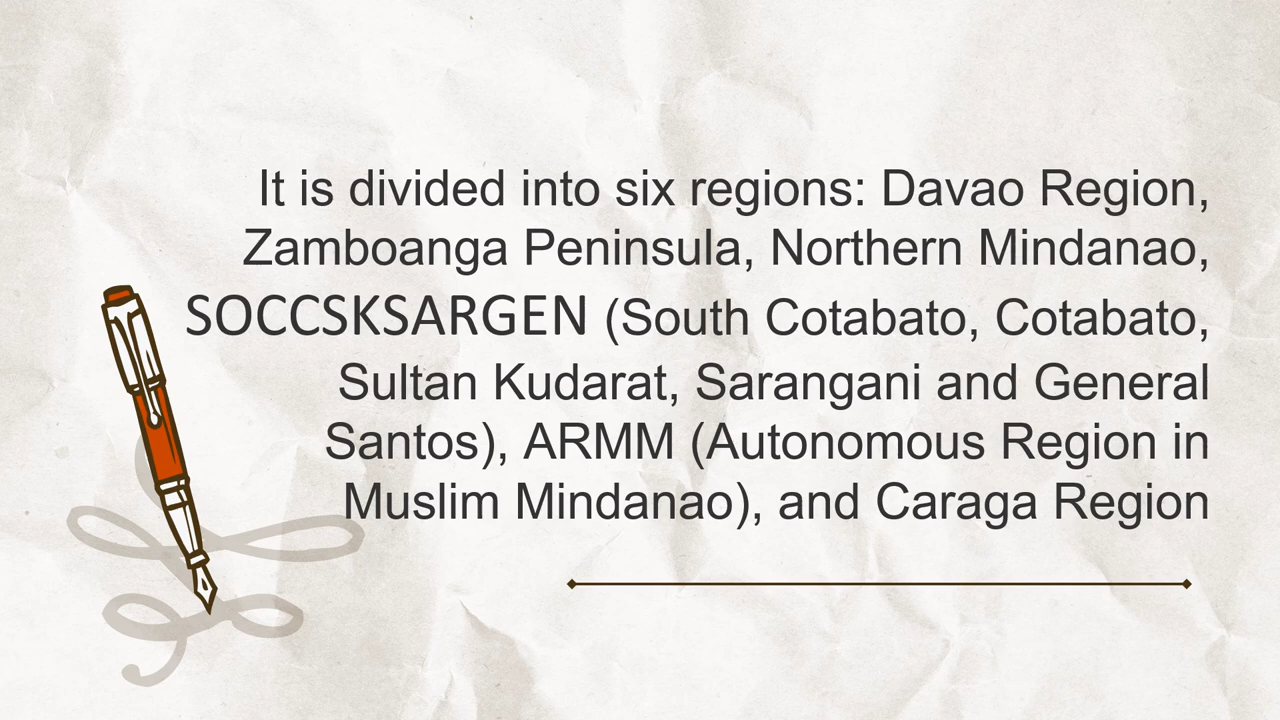 It is divided into six regions: Davao Region,
Zamboanga Peninsula, Northern Mindanao,
SOCCSKSARGEN (South Cotabato, Cotabato,
Sultan Kudarat, Sarangani and General
Santos), ARMM (Autonomous Region in
Muslim Mindanao), and Caraga Region